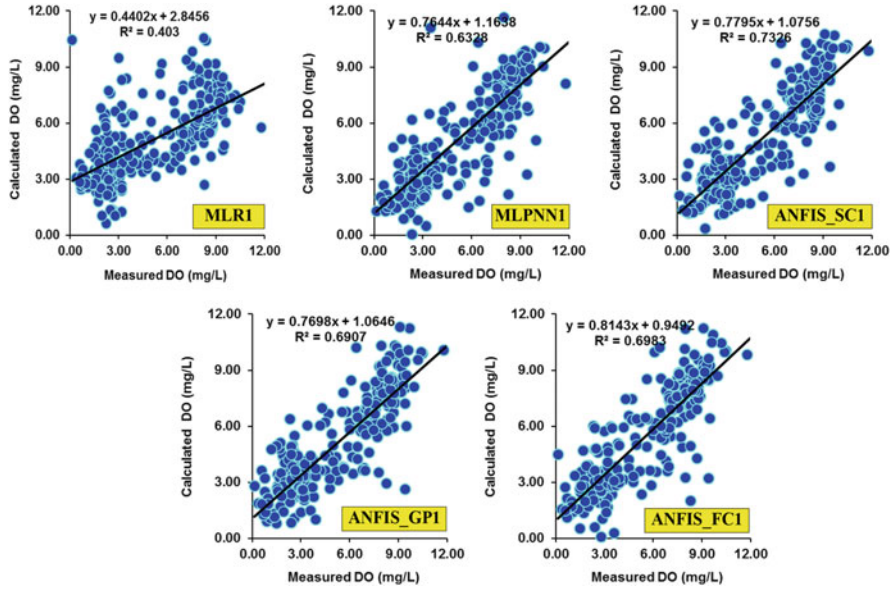 12.00
y = 0.4402x + 2.8456
R² = 0.403
9.00
6.00
3.00
0.00
Calculated DO (mg/L)
MLR1
0.00 3.00 6.00 9.00 12.00
Measured DO (mg/L)
12.00
y = 0.7644x + 1.1638
R² = 0.6328
9.00
6.00
3.00
0.00
Calculated DO (mg/L)
MLPNN1
0.00 3.00 6.00 9.00 12.00
Measured DO (mg/L)
12.00
y = 0.7795x + 1.0756
R² = 0.7326
9.00
6.00
3.00
0.00
Calculated DO (mg/L)
ANFIS_SC1
0.00 3.00 6.00 9.00 12.00
Measured DO (mg/L)
12.00
y = 0.7698x + 1.0646
R² = 0.6907
9.00
6.00
3.00
0.00
Calculated DO (mg/L)
ANFIS_GP1
0.00 3.00 6.00 9.00 12.00
Measured DO (mg/L)
12.00
y = 0.8143x + 0.9492
R² = 0.6983
9.00
6.00
3.00
0.00
Calculated DO (mg/L)
ANFIS_FC1
0.00 3.00 6.00 9.00 12.00
Measured DO (mg/L)